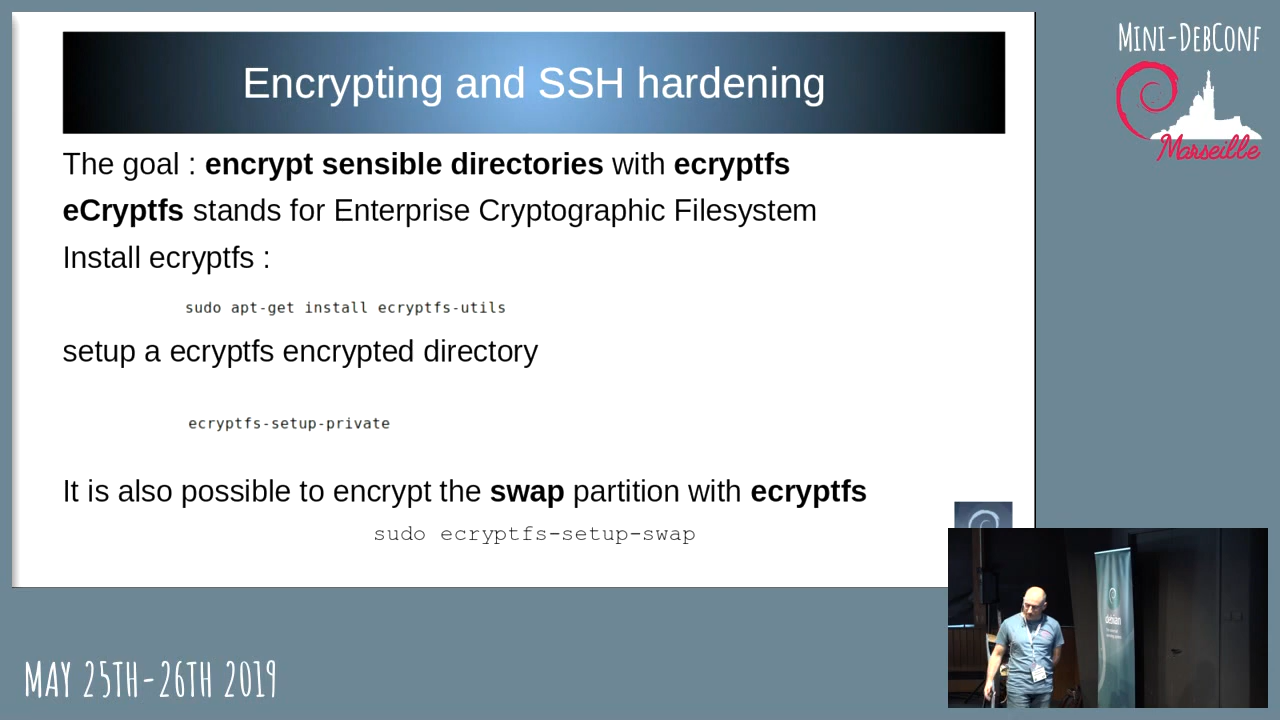 Encrypting and SSH hardening
The goal : encrypt sensible directories with ecryptfs
eCryptfs stands for Enterprise Cryptographic Filesystem
Install ecryptfs :
sudo apt-get install ecryptfs-utils
setup a ecryptfs encrypted directory
ecryptfs-setup-private
It is also possible to encrypt the swap partition with ecryptfs
sudo ecryptfs-setup-swap
MINI-DEBCONF
Marseille
debian
MAY 25TH-26TH 2019